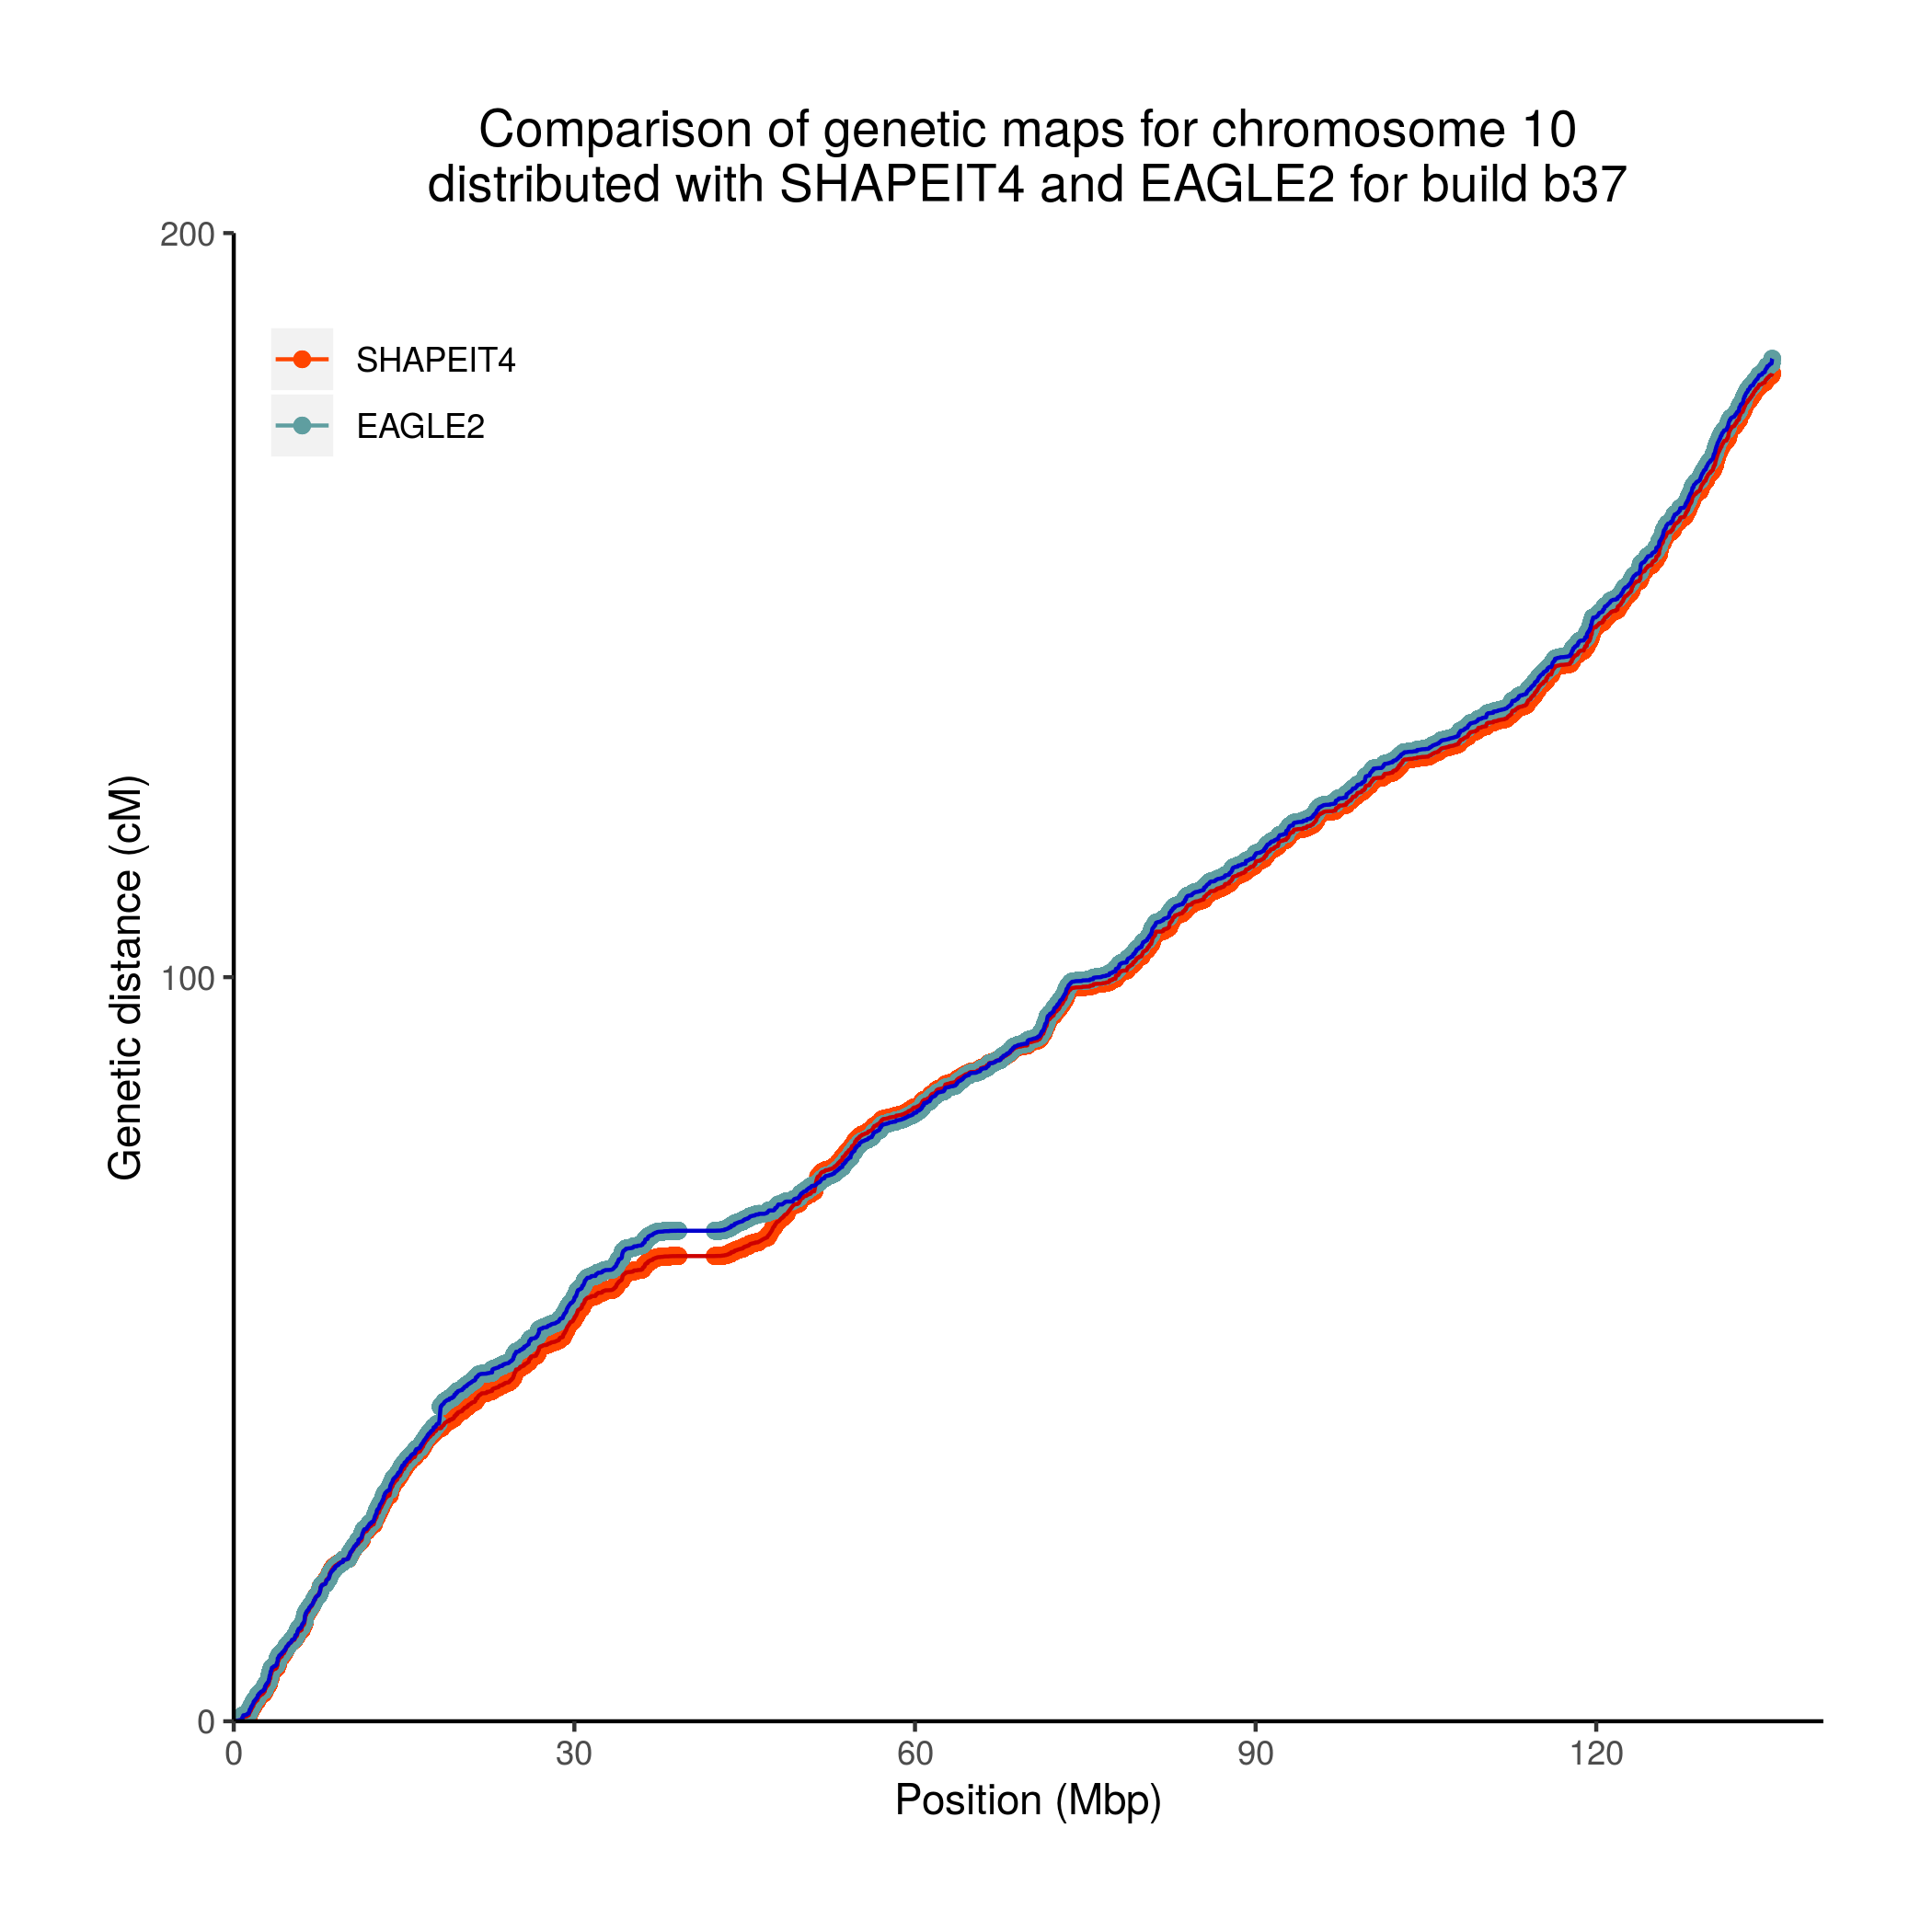 Comparison of genetic maps for chromosome 10
distributed with SHAPEIT4 and EAGLE2 for build b37
200
SHAPEIT4
EAGLE2
Genetic distance (cM)
100
0
0 30 60 90 120
Position (Mbp)